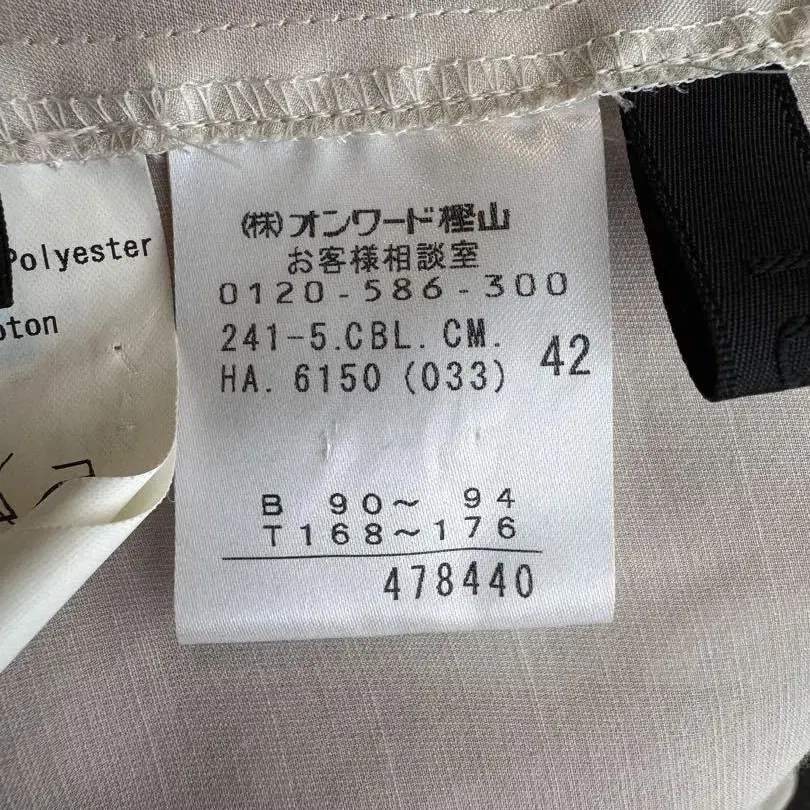 (株)オンワード樫山
お客様相談室
0120-586-300
241-5.CBL.CM.
HA. 6150 (033) 42
B 90～ 94
T168～176
478440
Polyester